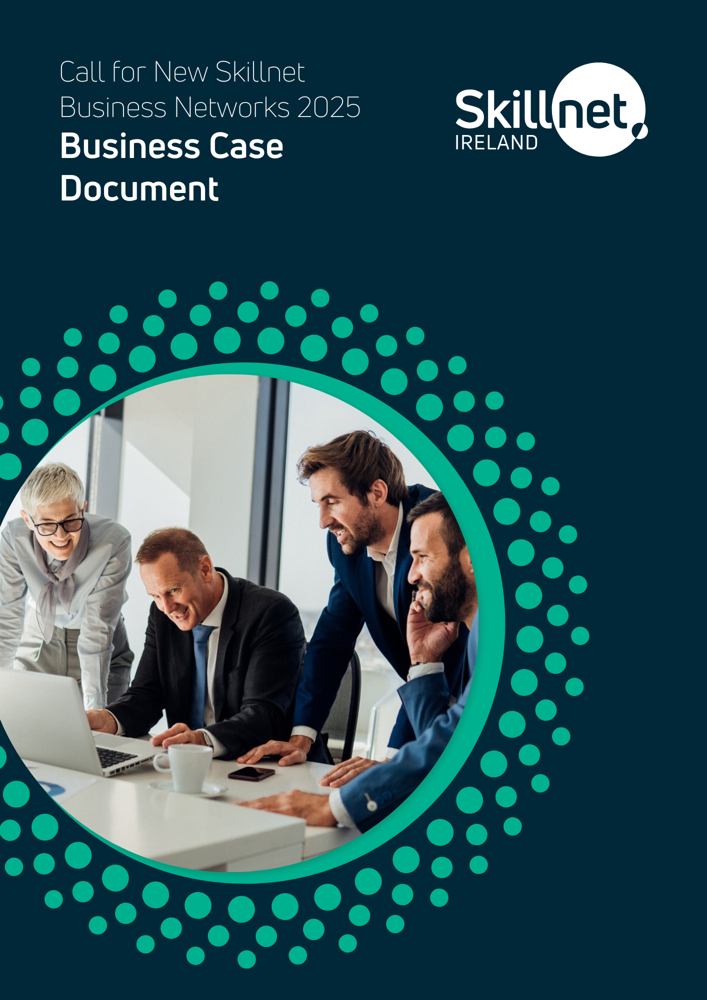 Call for New Skillnet
Business Networks 2025
Business Case
Document
Skillnet
IRELAND